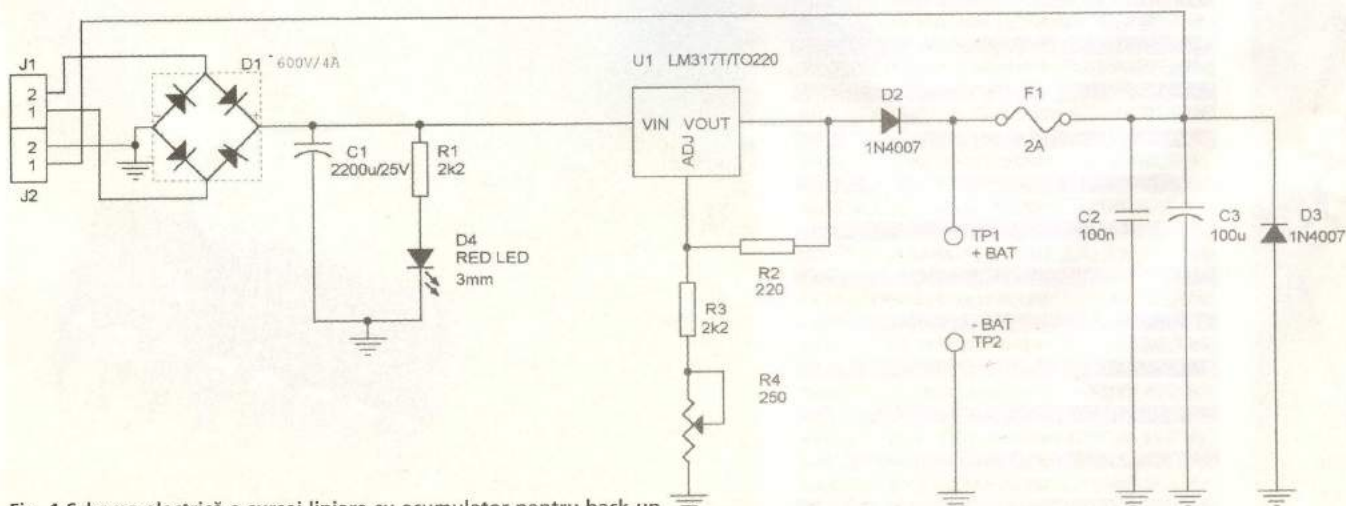 J1
2
1
2
1
J2
D1
600V/4A
C1
2200u/25V
R1
2k2
D4
RED LED
3mm
U1 LM317T/TO220
VIN VOUT
ADJ
R2
220
R3
2k2
R4
250
D2
1N4007
F1
2A
TP1
+ BAT
- BAT
TP2
C2
100n
C3
100u
D3
1N4007
Fig. 1 Schema electrică a sursei liniare cu acumulator pentru back-up